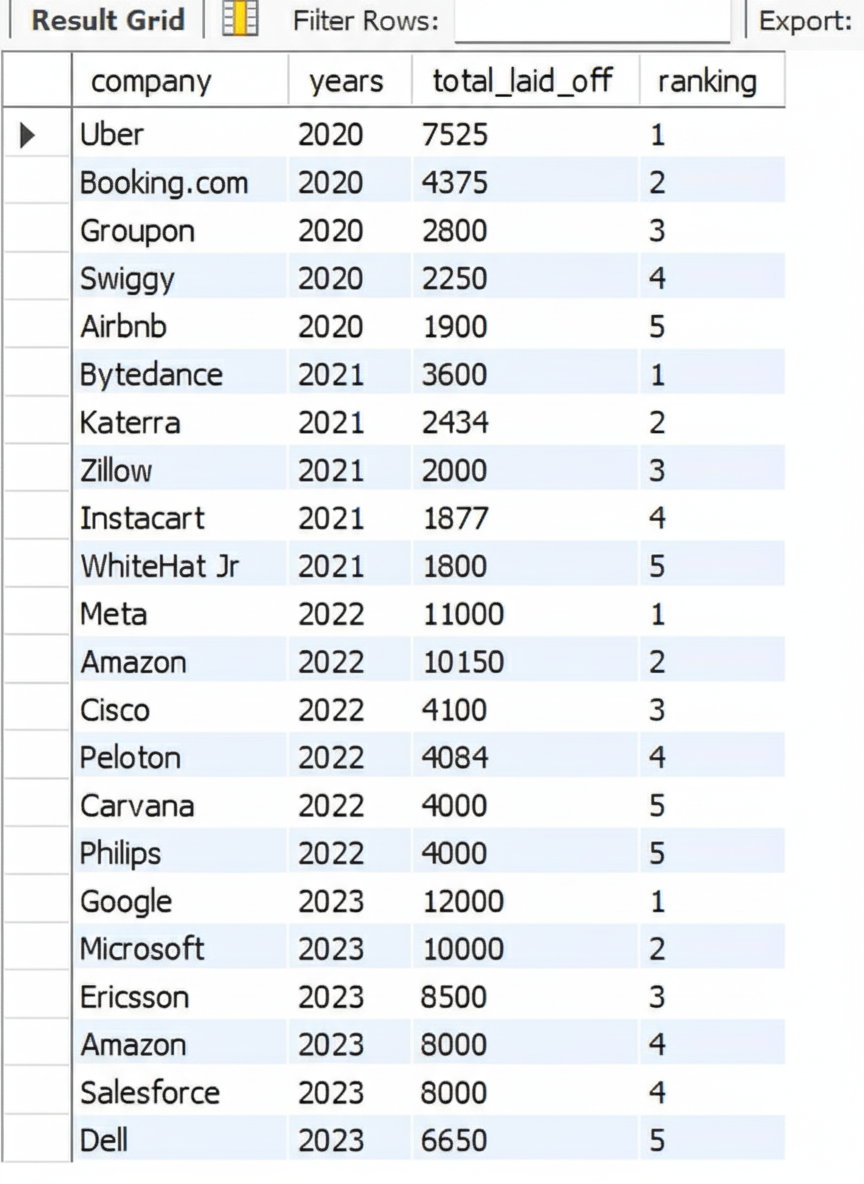 Result Grid Filter Rows: Export:
company years total_laid_off ranking
Uber 2020 7525 1
Booking.com 2020 4375 2
Groupon 2020 2800 3
Swiggy 2020 2250 4
Airbnb 2020 1900 5
Bytedance 2021 3600 1
Katerra 2021 2434 2
Zillow 2021 2000 3
Instacart 2021 1877 4
WhiteHat Jr 2021 1800 5
Meta 2022 11000 1
Amazon 2022 10150 2
Cisco 2022 4100 3
Peloton 2022 4084 4
Carvana 2022 4000 5
Philips 2022 4000 5
Google 2023 12000 1
Microsoft 2023 10000 2
Ericsson 2023 8500 3
Amazon 2023 8000 4
Salesforce 2023 8000 4
Dell 2023 6650 5